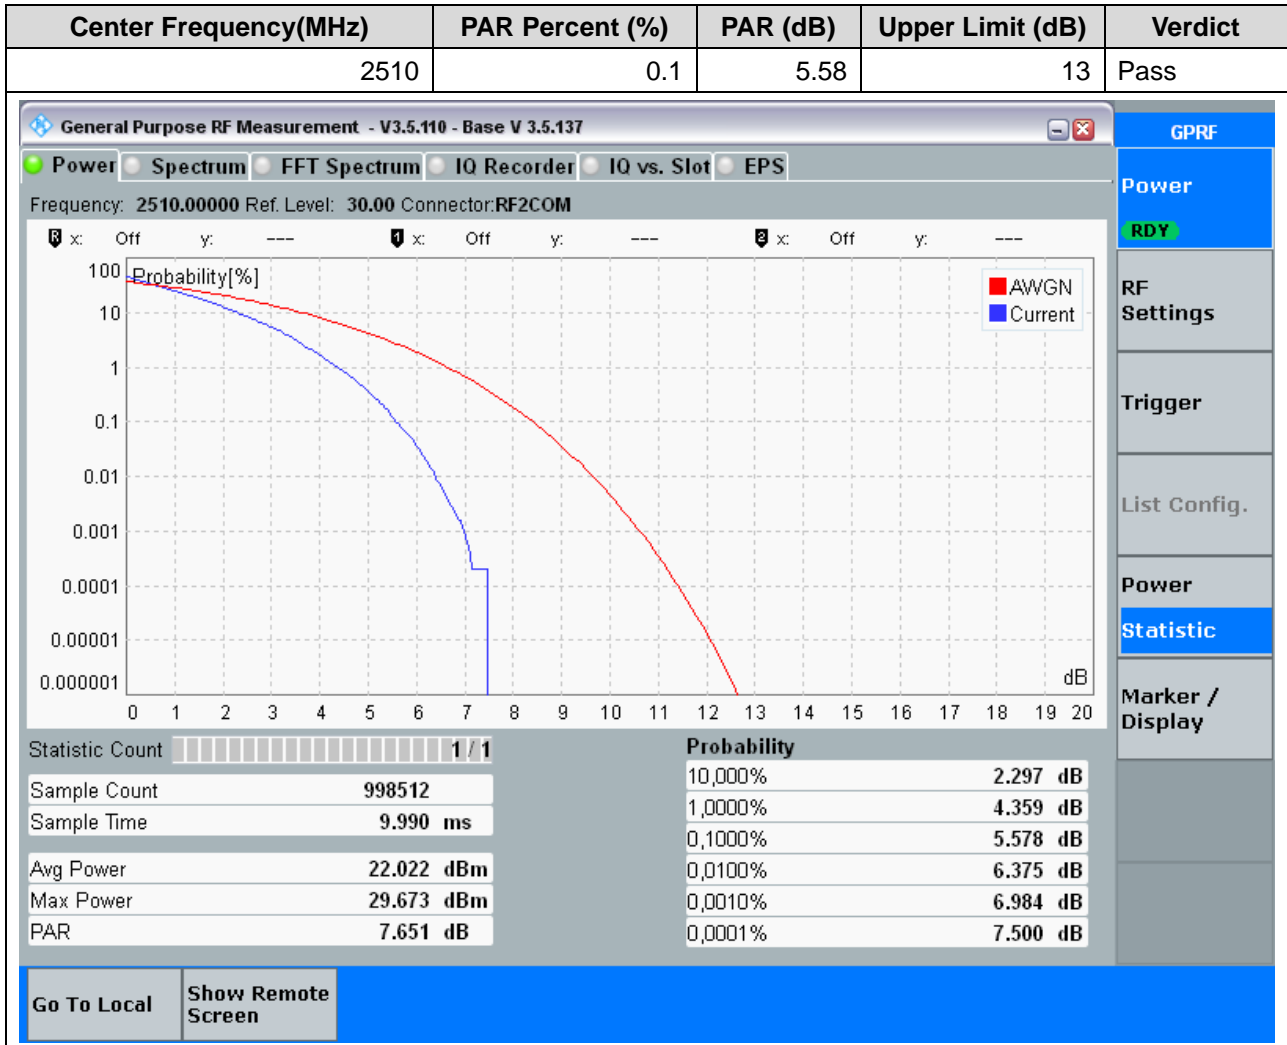 Center Frequency(MHz) PAR Percent (%) PAR (dB) Upper Limit (dB) Verdict
2510 0.1 5.58 13 Pass
General Purpose RF Measurement - V3.5.110 - Base V 3.5.137
GPRF
Power Spectrum FFT Spectrum IQ Recorder IQ vs. Slot EPS
Power
RDY
Frequency: 2510.00000 Ref. Level: 30.00 Connector:RF2COM
R x: Off y: --- 1 x: Off y: --- 2 x: Off y: ---
Probability[%]
AWGN
Current
100
10
1
0.1
0.01
0.001
0.0001
0.00001
0.000001
dB
0 1 2 3 4 5 6 7 8 9 10 11 12 13 14 15 16 17 18 19 20
RF
Settings
Trigger
List Config.
Power
Statistic
Marker /
Display
Statistic Count 1 / 1
Sample Count 998512
Sample Time 9.990 ms
Avg Power 22.022 dBm
Max Power 29.673 dBm
PAR 7.651 dB
Probability
10,000% 2.297 dB
1,0000% 4.359 dB
0,1000% 5.578 dB
0,0100% 6.375 dB
0,0010% 6.984 dB
0,0001% 7.500 dB
Go To Local
Show Remote
Screen